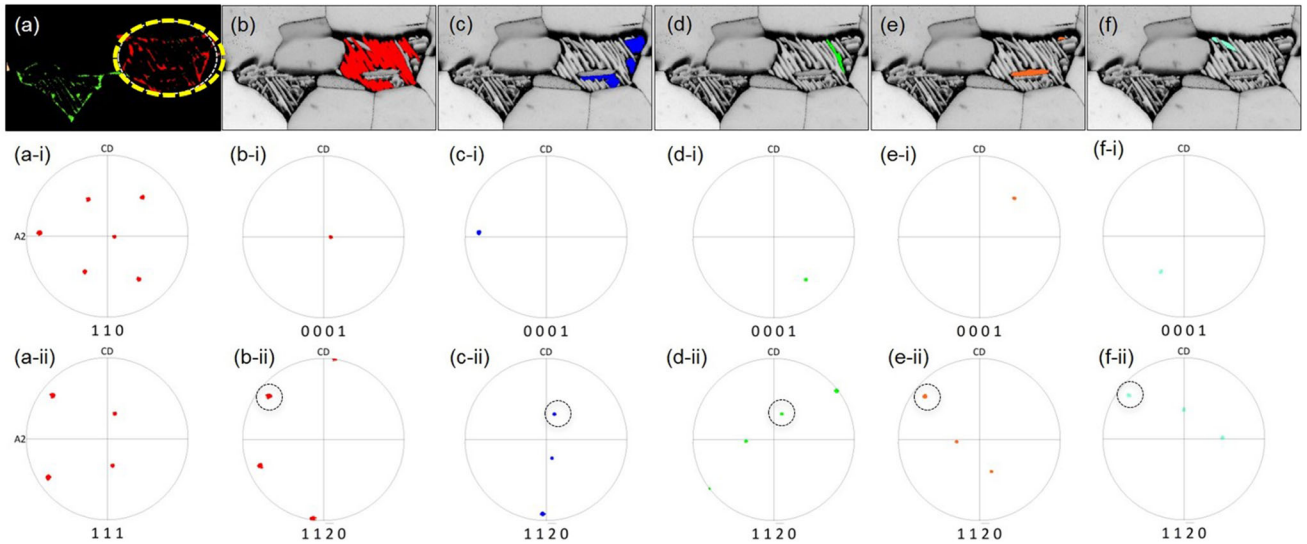 (a) (b) (c) (d) (e) (f)
(a-i) (b-i) (c-i) (d-i) (e-i) (f-i)
CD CD CD CD CD CD
A2
1 1 0 0 0 0 1 0 0 0 1 0 0 0 1 0 0 0 1 0 0 0 1
(a-ii) (b-ii) (c-ii) (d-ii) (e-ii) (f-ii)
CD CD CD CD CD CD
A2
1 1 1 1 1 2̄ 0 1 1 2̄ 0 1 1 2̄ 0 1 1 2̄ 0 1 1 2̄ 0